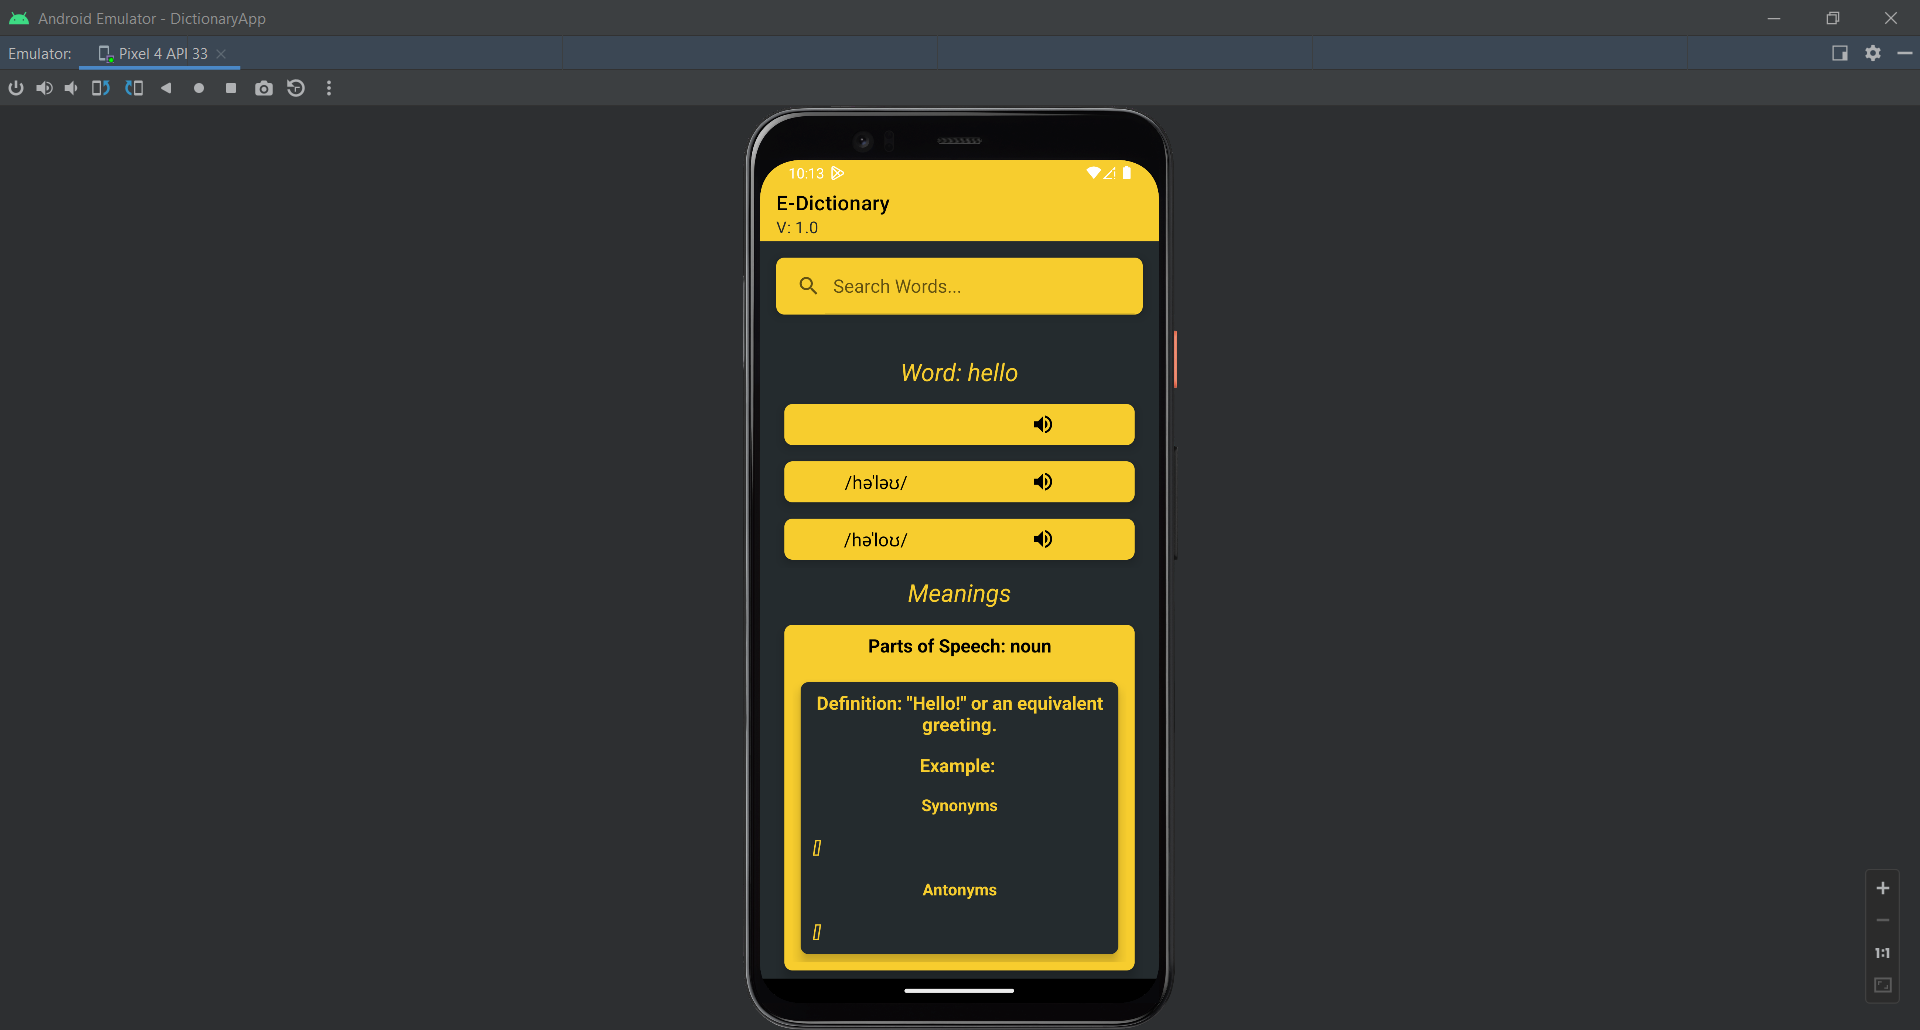 Android Emulator - DictionaryApp
Emulator: Pixel 4 API 33
10:13
E-Dictionary
V: 1.0
Search Words...
Word: hello
/həˈləʊ/
/həˈloʊ/
Meanings
Parts of Speech: noun
Definition: "Hello!" or an equivalent
greeting.
Example:
Synonyms
[]
Antonyms
[]
1:1